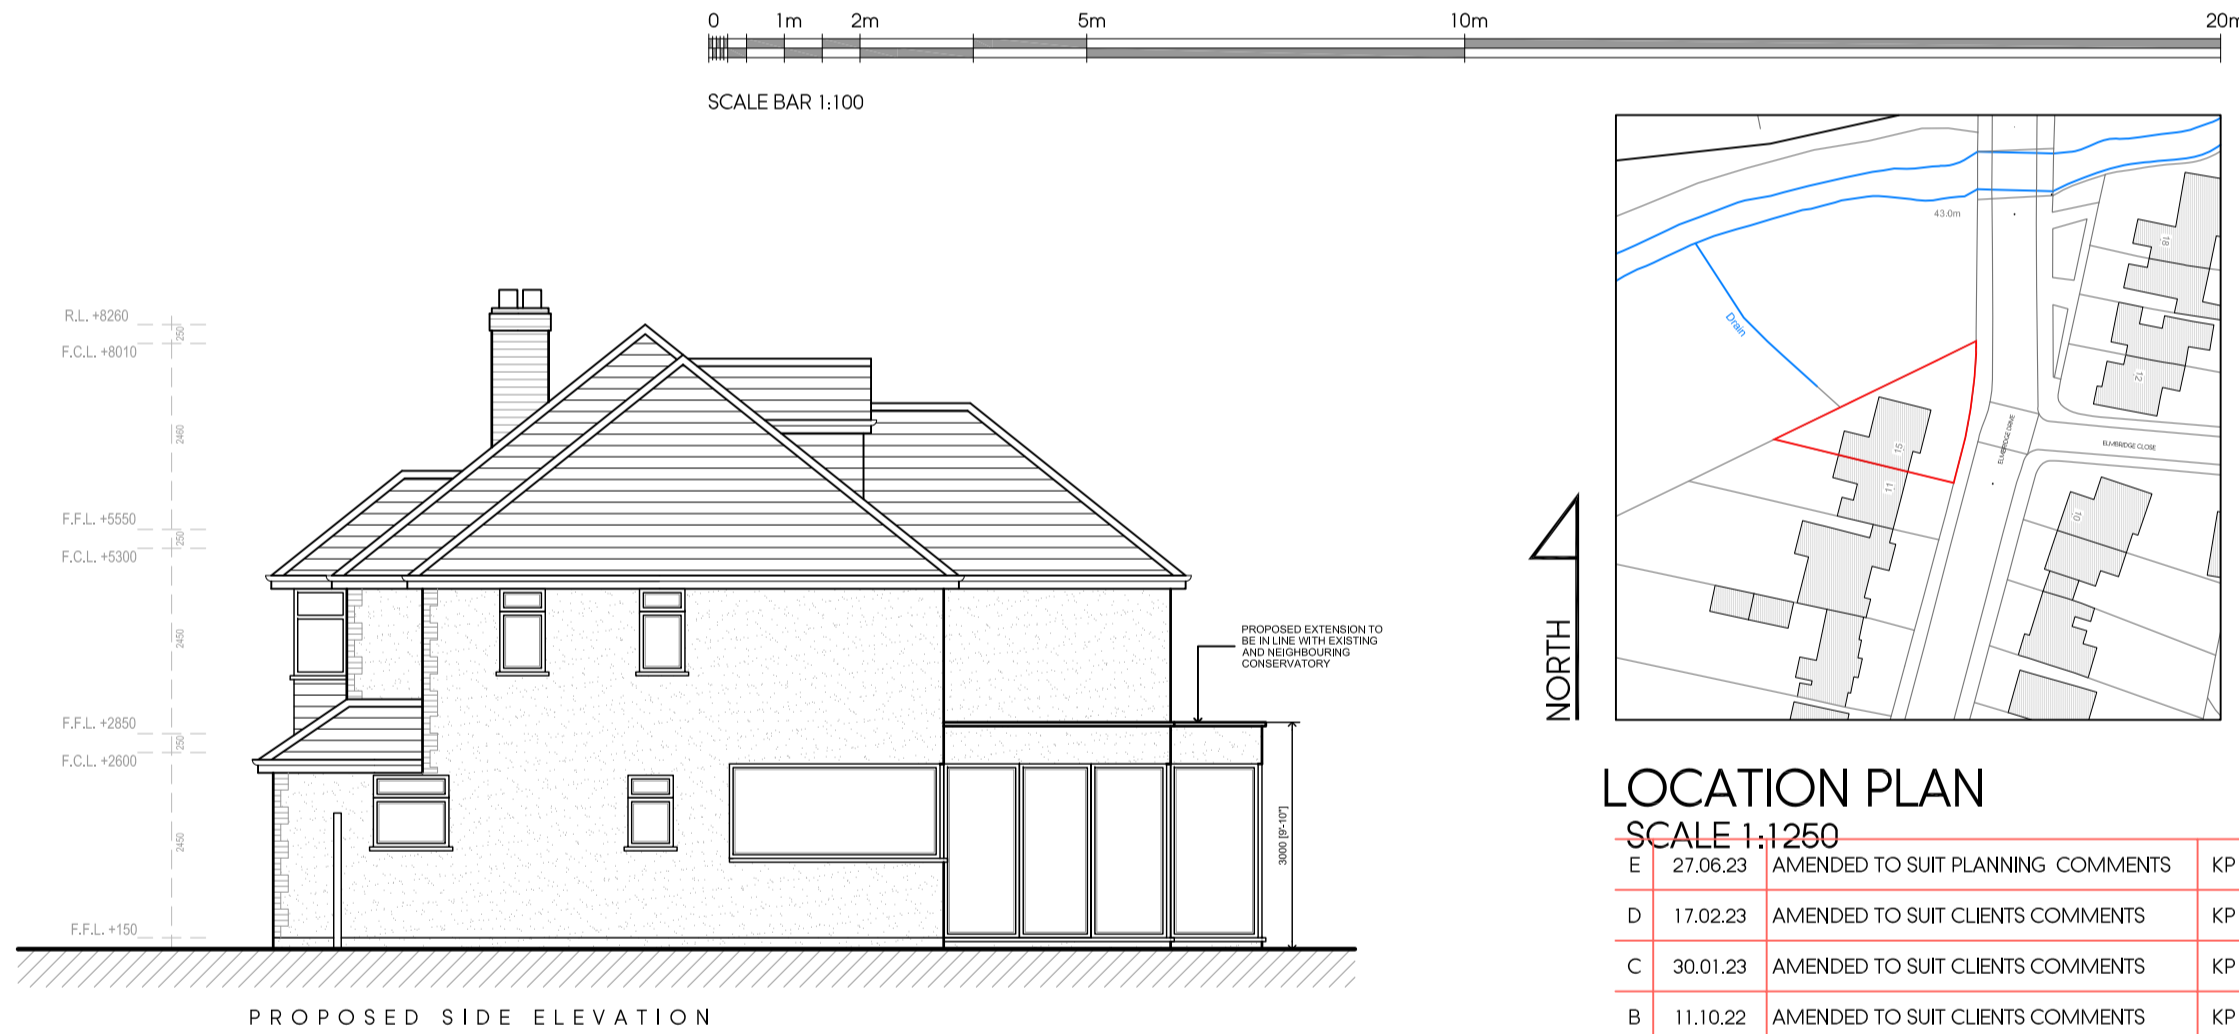 0 1m 2m 5m 10m 20m
SCALE BAR 1:100
R.L. +8260
F.C.L. +8010
F.F.L. +5550
F.C.L. +5300
F.F.L. +2850
F.C.L. +2600
F.F.L. +150
250
2460
250
2450
250
2450
PROPOSED EXTENSION TO
BE IN LINE WITH EXISTING
AND NEIGHBOURING
CONSERVATORY
3000 [9'-10"]
PROPOSED SIDE ELEVATION
NORTH
43.0m
Drain
18
12
15
11
10
ELMBRIDGE DRIVE
ELMBRIDGE CLOSE
LOCATION PLAN
SCALE 1:1250
E 27.06.23 AMENDED TO SUIT PLANNING COMMENTS KP
D 17.02.23 AMENDED TO SUIT CLIENTS COMMENTS KP
C 30.01.23 AMENDED TO SUIT CLIENTS COMMENTS KP
B 11.10.22 AMENDED TO SUIT CLIENTS COMMENTS KP